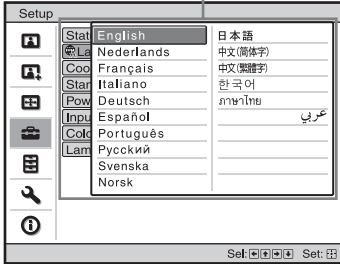 Setup
Stat
La
Coo
Star
Pow
Inpu
Colo
Lam
English
Nederlands
Français
Italiano
Deutsch
Español
Português
Русский
Svenska
Norsk
日本語
中文(简体字)
中文(繁體字)
한국어
ภาษาไทย
عربي
Sel: Set: